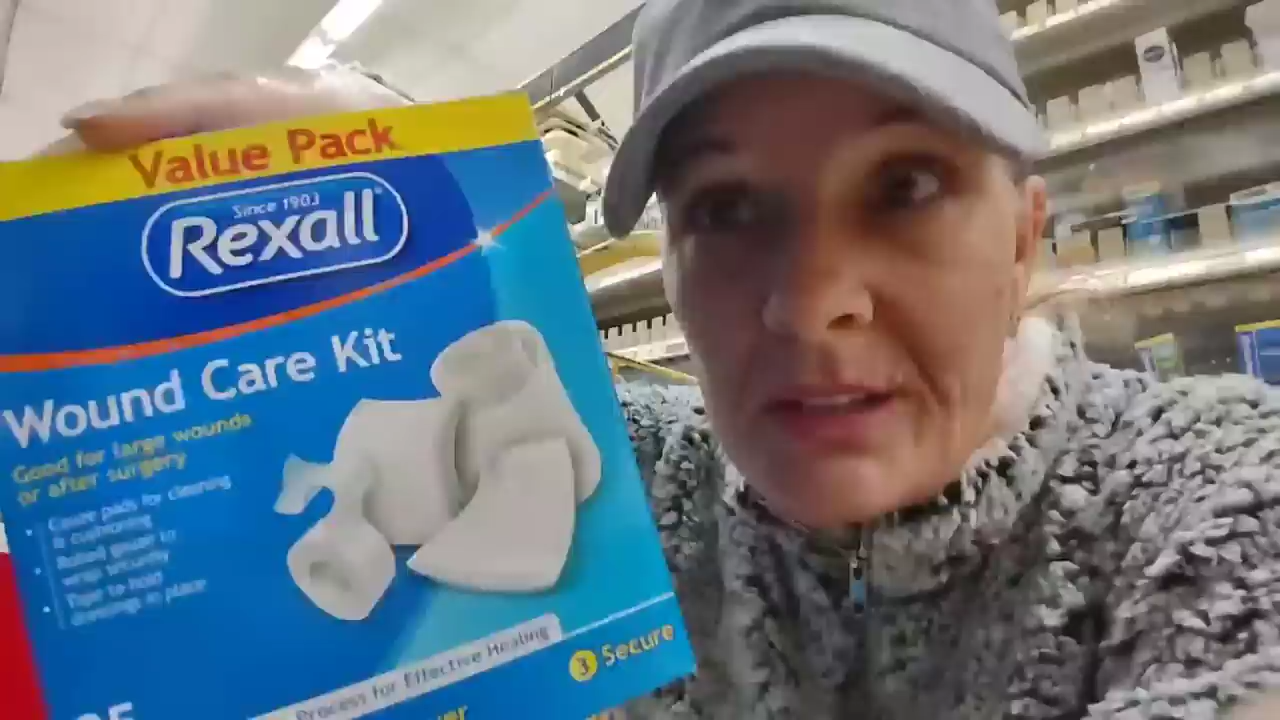 Value Pack
Since 1903
Rexall
Wound Care Kit
Good for large wounds
or after surgery
Gauze pads for cleaning
& cushioning
Rolled gauze to
wrap securely
Tape to hold
dressings in place
Process for Effective Healing
3 Secure